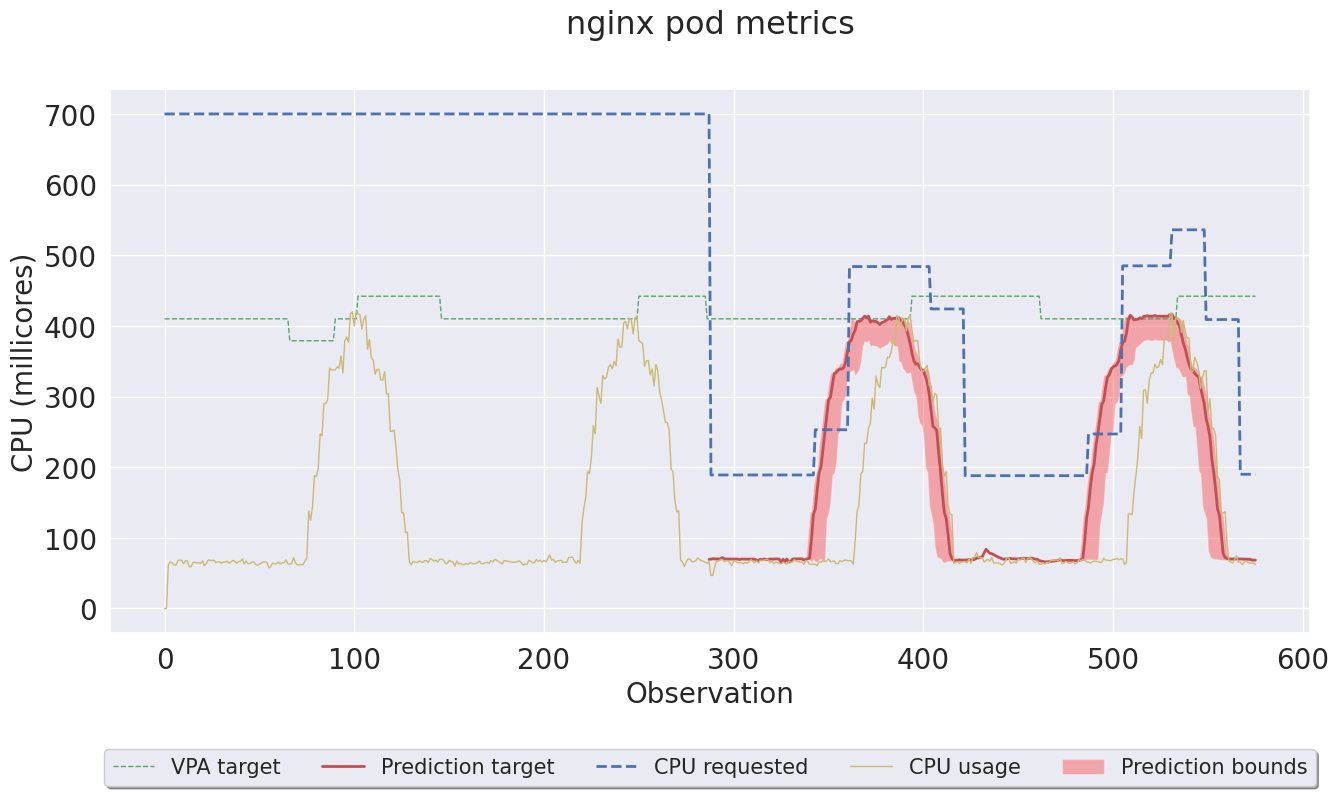 nginx pod metrics
CPU (millicores)
700
600
500
400
300
200
100
0
0 100 200 300 400 500 600
Observation
VPA target Prediction target CPU requested CPU usage Prediction bounds